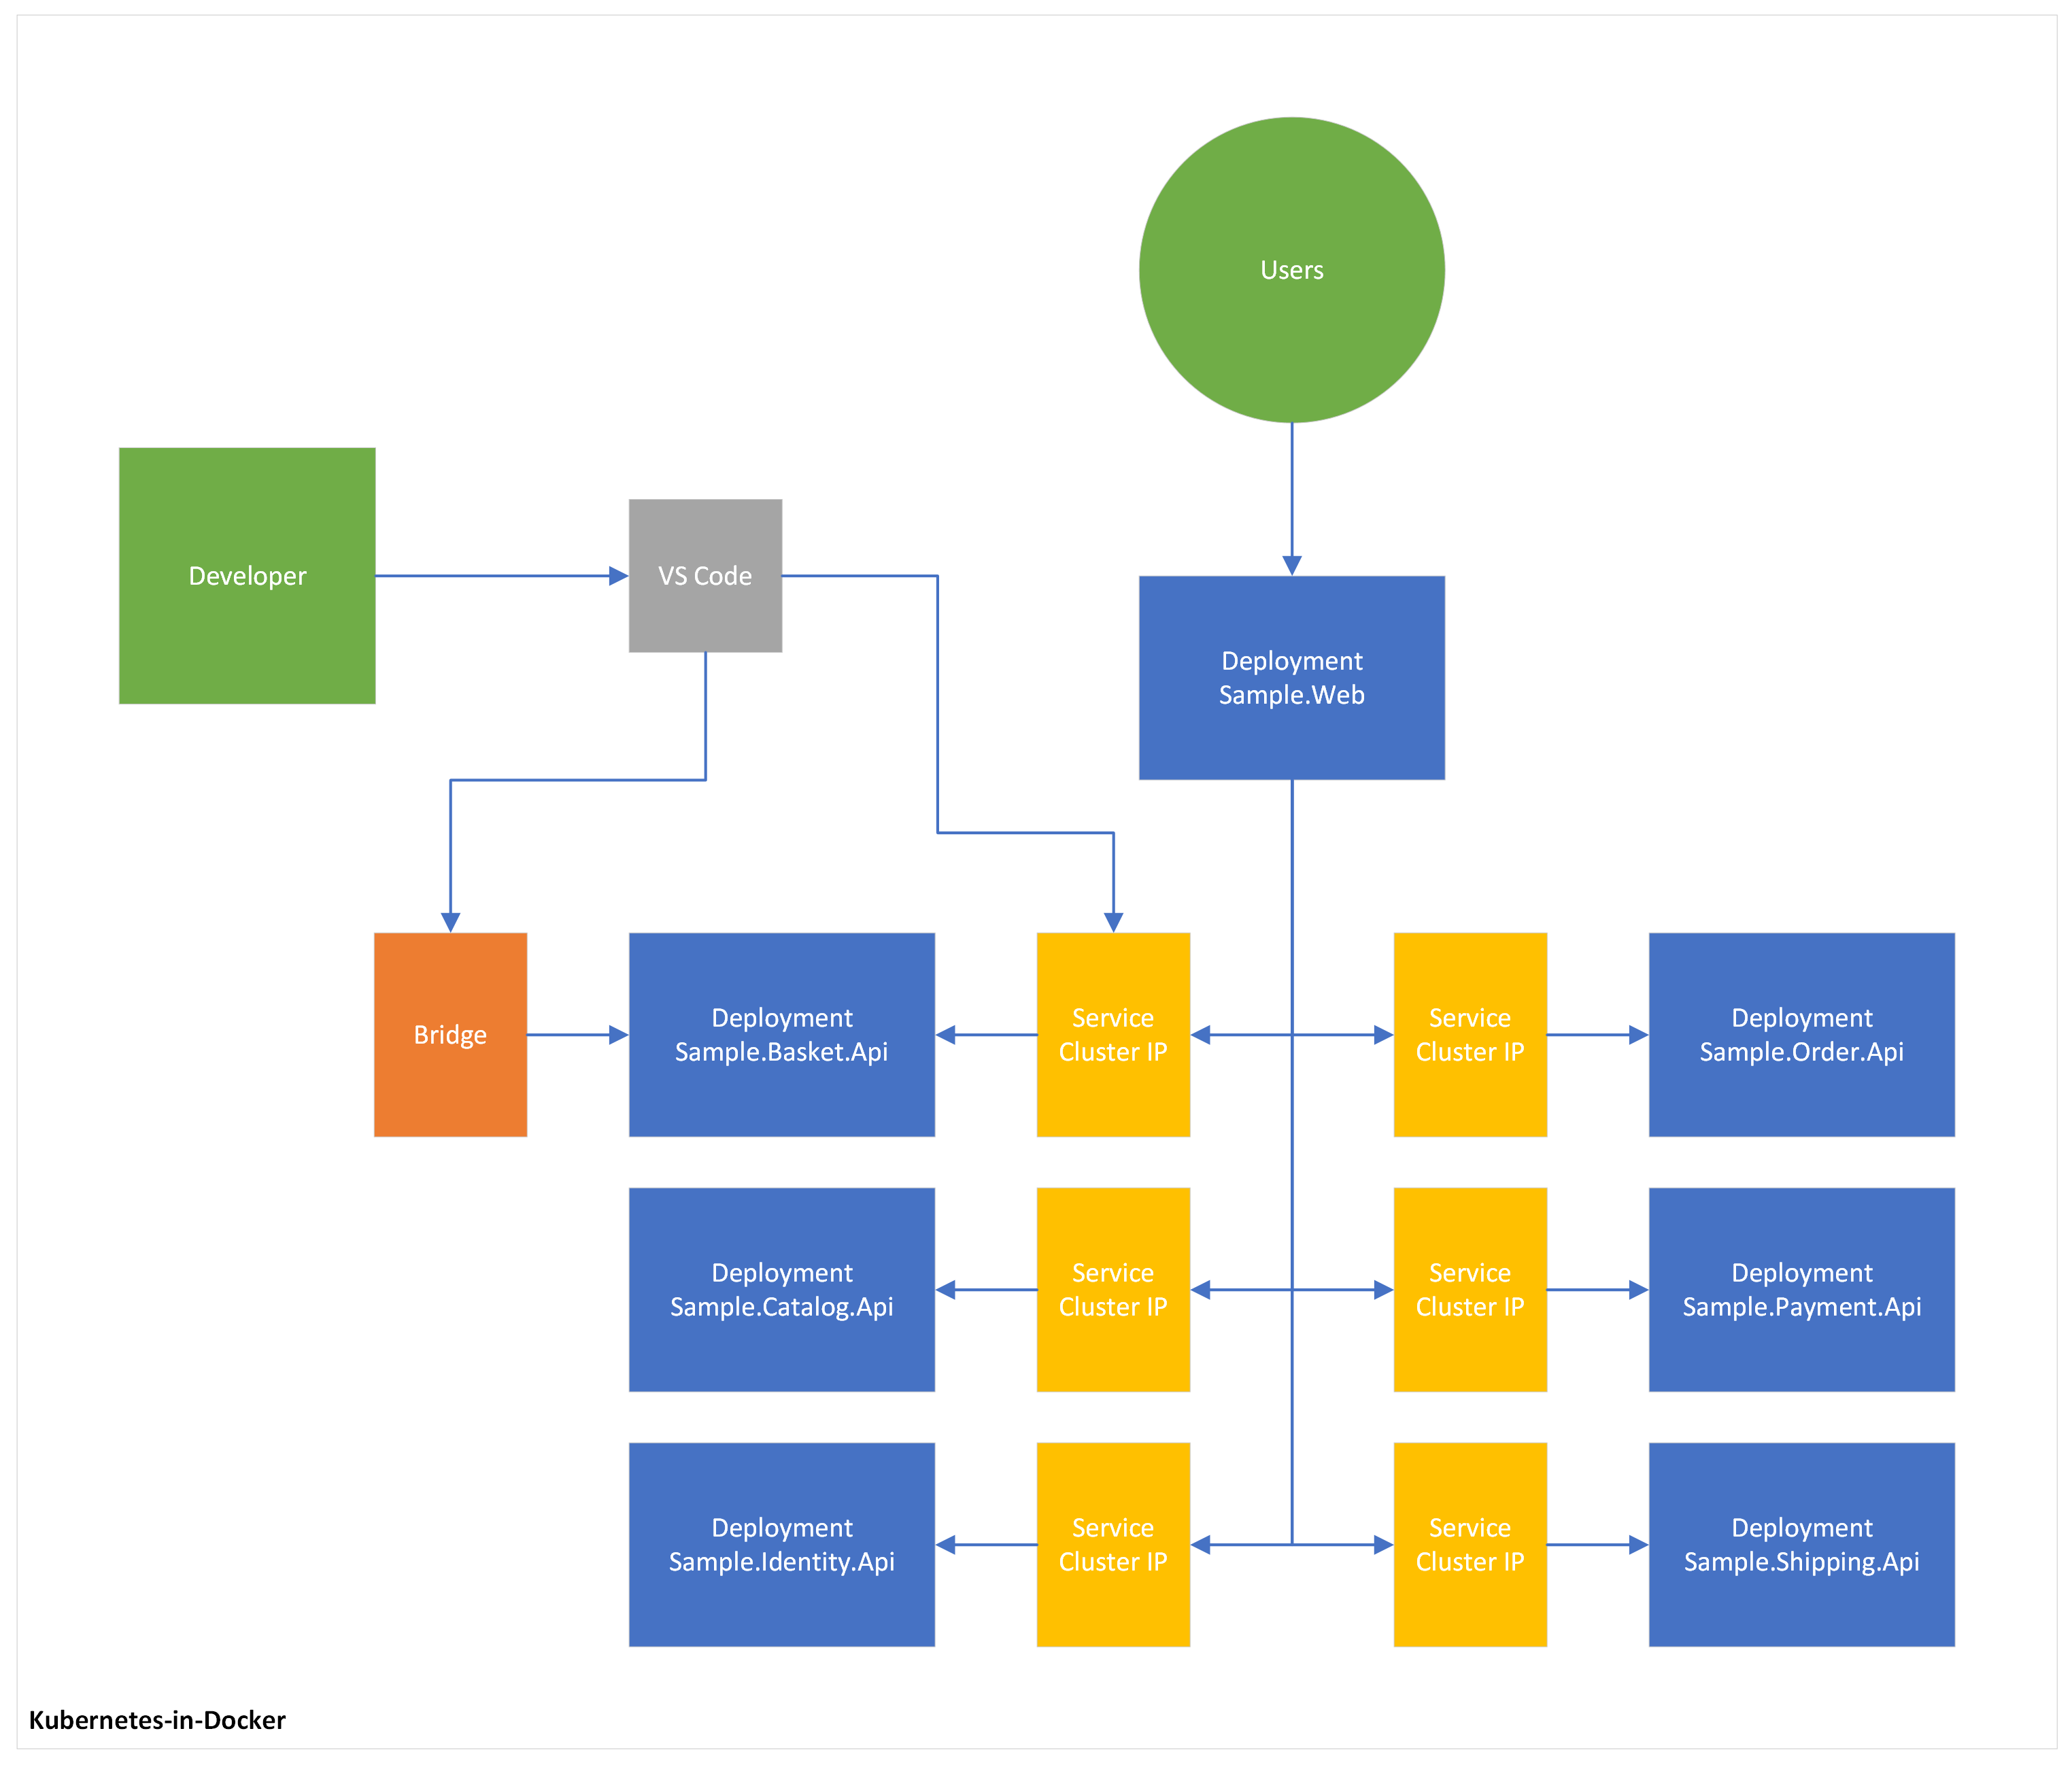 Users
Developer
VS Code
Deployment
Sample.Web
Bridge
Deployment
Sample.Basket.Api
Service
Cluster IP
Service
Cluster IP
Deployment
Sample.Order.Api
Deployment
Sample.Catalog.Api
Service
Cluster IP
Service
Cluster IP
Deployment
Sample.Payment.Api
Deployment
Sample.Identity.Api
Service
Cluster IP
Service
Cluster IP
Deployment
Sample.Shipping.Api
Kubernetes-in-Docker